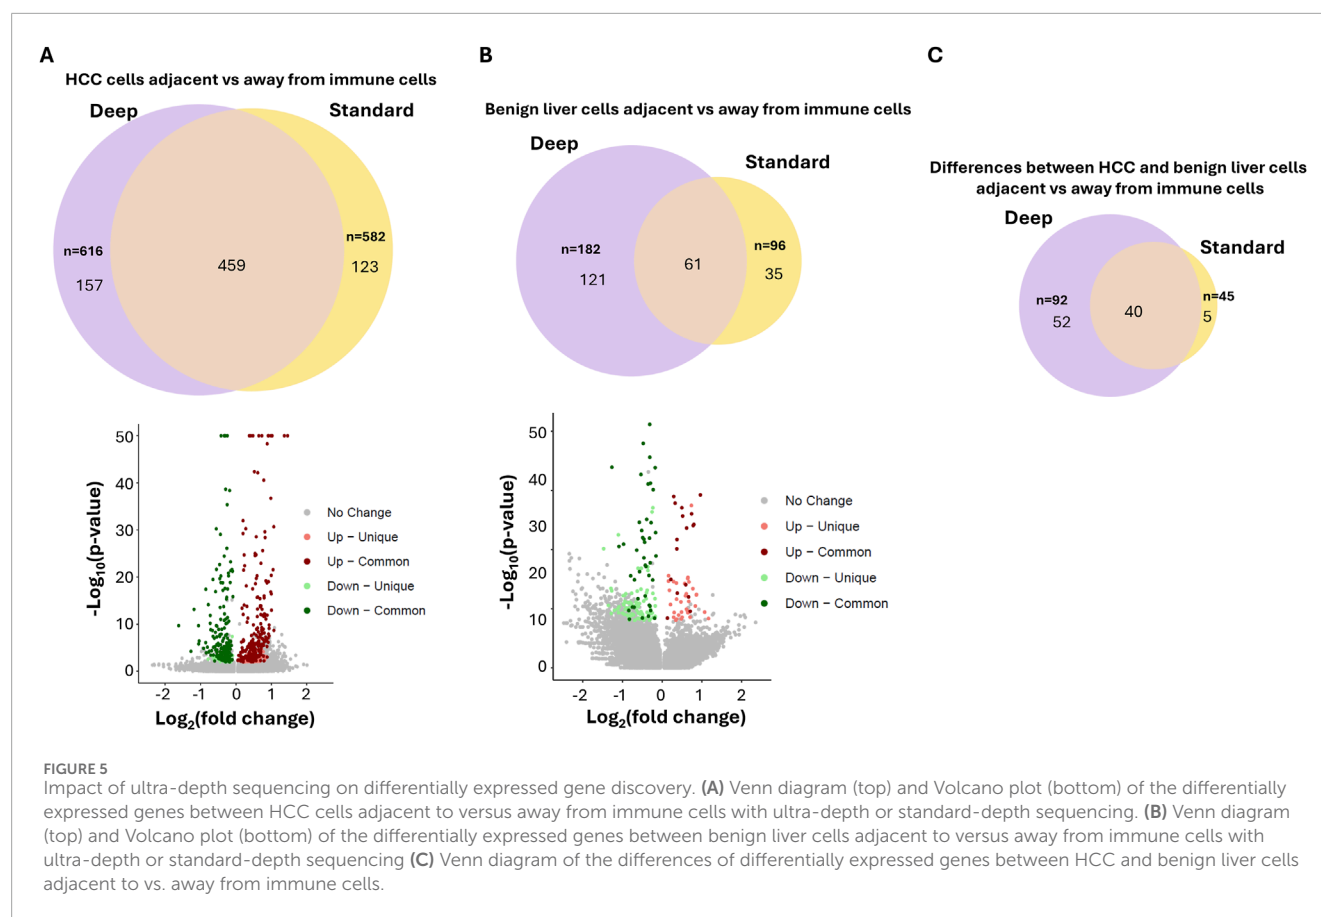 A
HCC cells adjacent vs away from immune cells
Deep
Standard
n=616
157
459
n=582
123
50
40
30
20
10
0
-2
-1
0
1
2
-Log10(p-value)
Log2(fold change)
No Change
Up – Unique
Up – Common
Down – Unique
Down – Common
B
Benign liver cells adjacent vs away from immune cells
Deep
Standard
n=182
121
61
n=96
35
50
40
30
20
10
0
-2
-1
0
1
2
-Log10(p-value)
Log2(fold change)
No Change
Up – Unique
Up – Common
Down – Unique
Down – Common
C
Differences between HCC and benign liver cells
adjacent vs away from immune cells
Deep
Standard
n=92
52
40
n=45
5
FIGURE 5
Impact of ultra-depth sequencing on differentially expressed gene discovery. (A) Venn diagram (top) and Volcano plot (bottom) of the differentially
expressed genes between HCC cells adjacent to versus away from immune cells with ultra-depth or standard-depth sequencing. (B) Venn diagram
(top) and Volcano plot (bottom) of the differentially expressed genes between benign liver cells adjacent to versus away from immune cells with
ultra-depth or standard-depth sequencing (C) Venn diagram of the differences of differentially expressed genes between HCC and benign liver cells
adjacent to vs. away from immune cells.